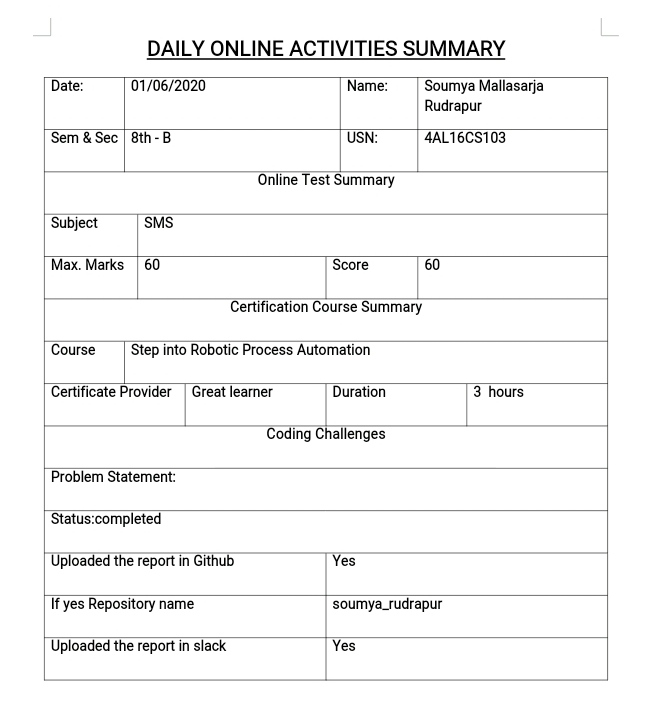 DAILY ONLINE ACTIVITIES SUMMARY
Date: 01/06/2020 Name: Soumya Mallasarja
Rudrapur
Sem & Sec 8th - B USN: 4AL16CS103
Online Test Summary
Subject SMS
Max. Marks 60 Score 60
Certification Course Summary
Course Step into Robotic Process Automation
Certificate Provider Great learner Duration 3 hours
Coding Challenges
Problem Statement:
Status:completed
Uploaded the report in Github Yes
If yes Repository name soumya_rudrapur
Uploaded the report in slack Yes